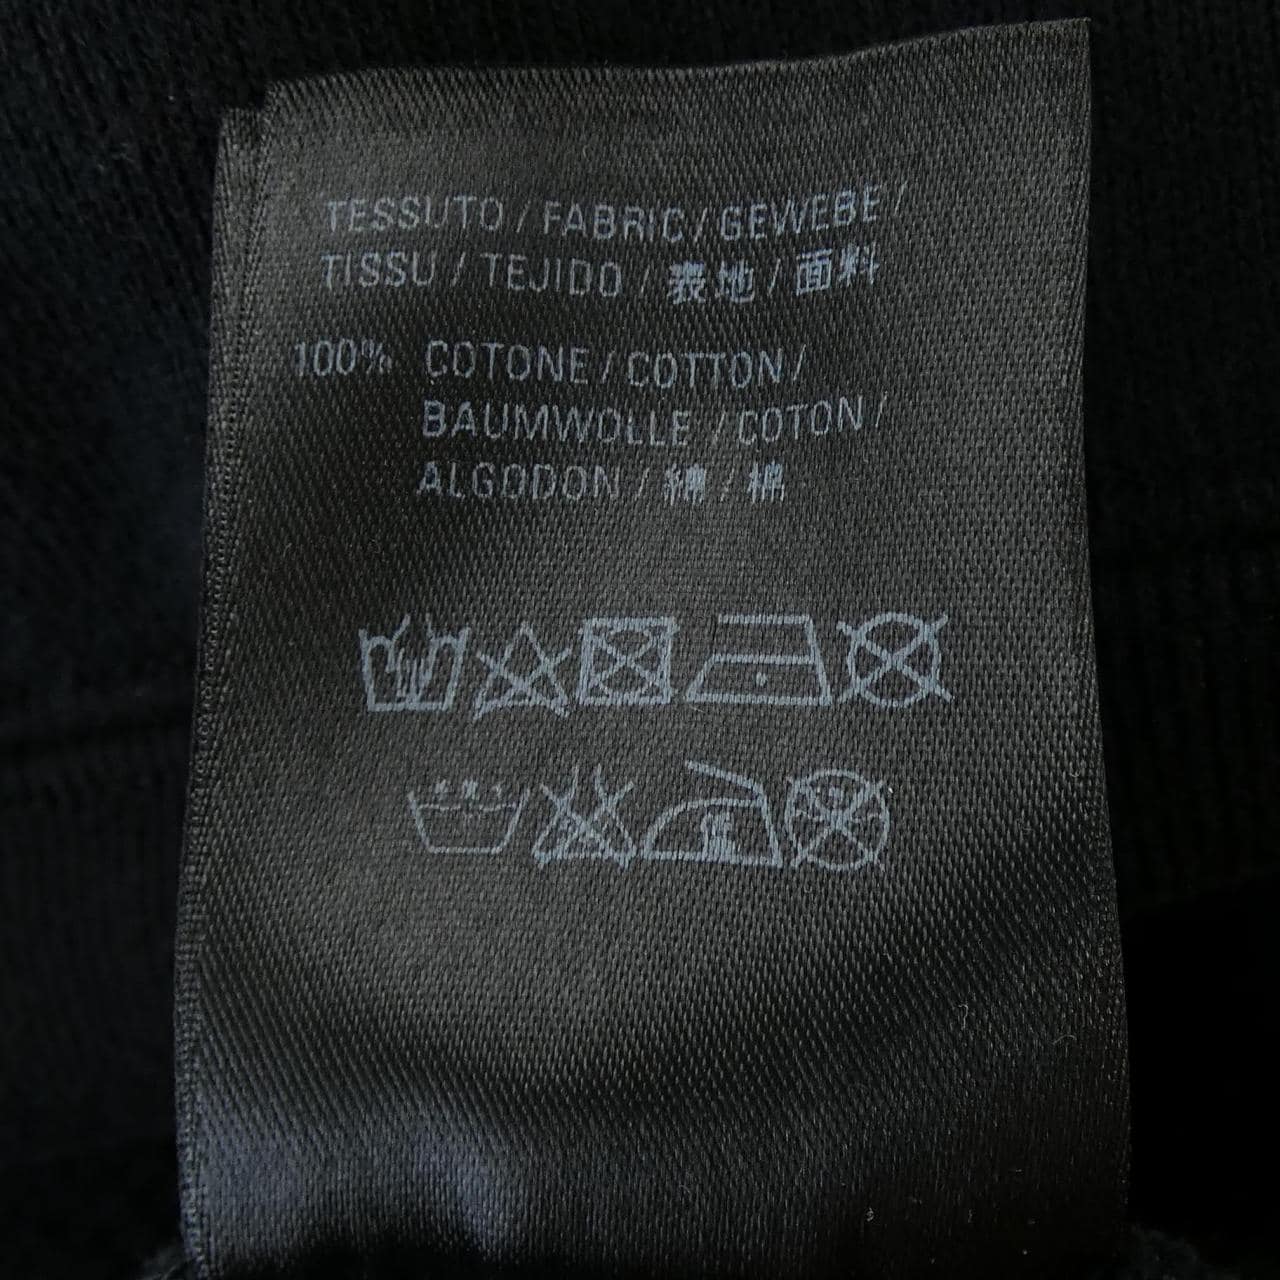 TESSUTO / FABRIC / GEWEBE /
TISSU / TEJIDO / 表地 / 面料
100% COTONE / COTTON /
BAUMWOLLE / COTON /
ALGODON / 綿 / 棉